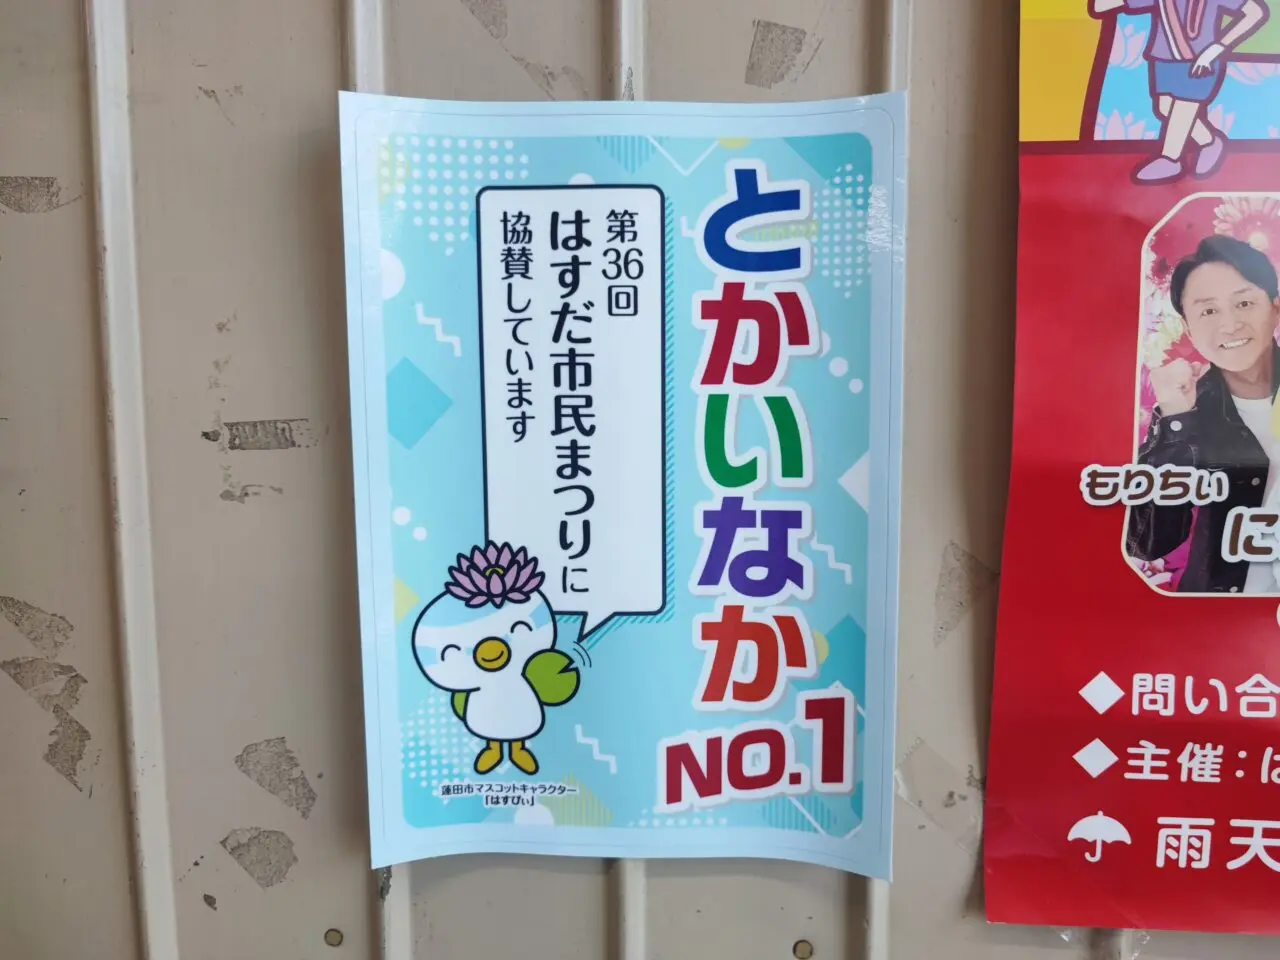 とかいなか
NO.1
第36回
はすだ市民まつりに
協賛しています
蓮田市マスコットキャラクター
「はすぴぃ」
もりちぃ
に
◆問い合
◆主催：は
雨天